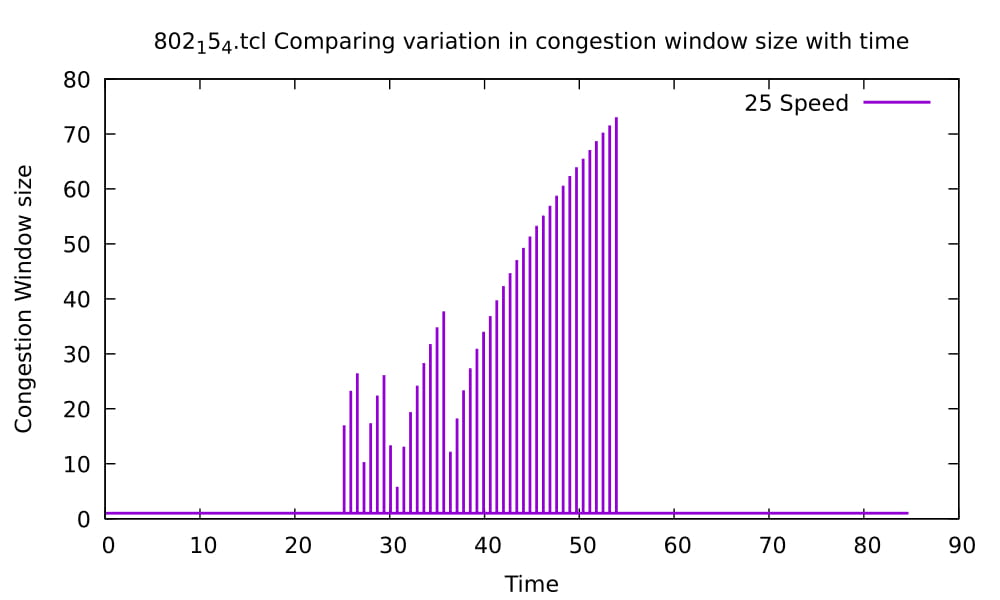 802₁5₄.tcl Comparing variation in congestion window size with time
25 Speed
Congestion Window size
80
70
60
50
40
30
20
10
0
0 10 20 30 40 50 60 70 80 90
Time